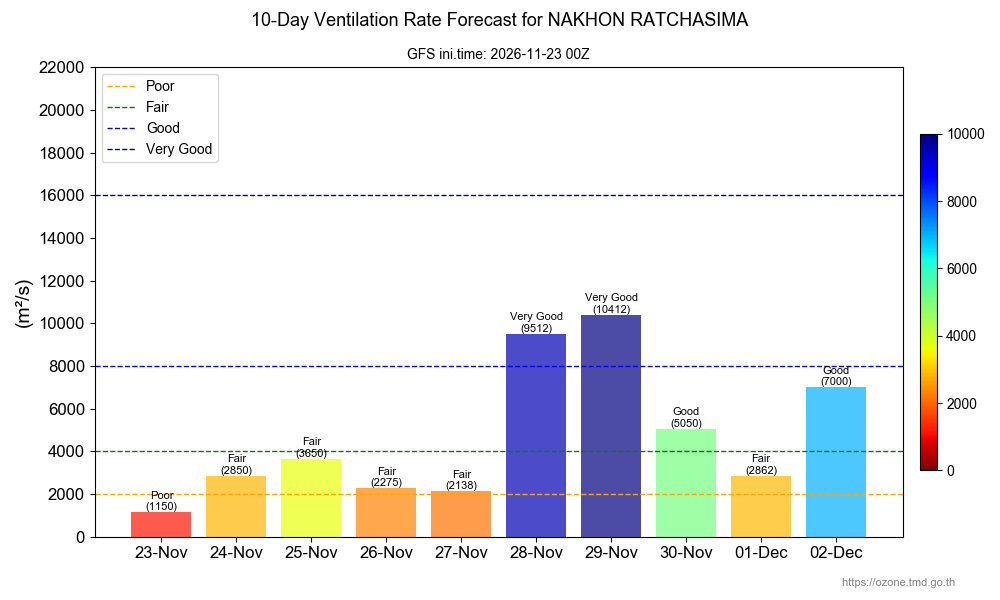 10-Day Ventilation Rate Forecast for NAKHON RATCHASIMA
GFS ini.time: 2026-11-23 00Z
(m²/s)
22000
20000
18000
16000
14000
12000
10000
8000
6000
4000
2000
0
Poor
Fair
Good
Very Good
Poor
(1150)
Fair
(2850)
Fair
(3650)
Fair
(2275)
Fair
(2138)
Very Good
(9512)
Very Good
(10412)
Good
(5050)
Fair
(2862)
Good
(7000)
23-Nov 24-Nov 25-Nov 26-Nov 27-Nov 28-Nov 29-Nov 30-Nov 01-Dec 02-Dec
10000
8000
6000
4000
2000
0
https://ozone.tmd.go.th